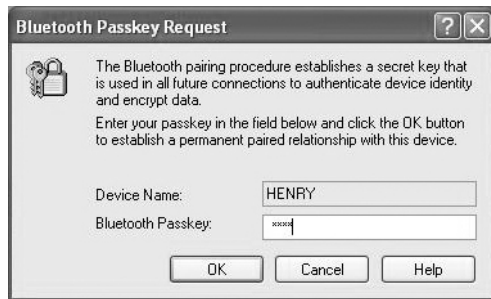 Bluetooth Passkey Request
The Bluetooth pairing procedure establishes a secret key that
is used in all future connections to authenticate device identity
and encrypt data.
Enter your passkey in the field below and click the OK button
to establish a permanent paired relationship with this device.
Device Name: HENRY
Bluetooth Passkey: ****
OK Cancel Help